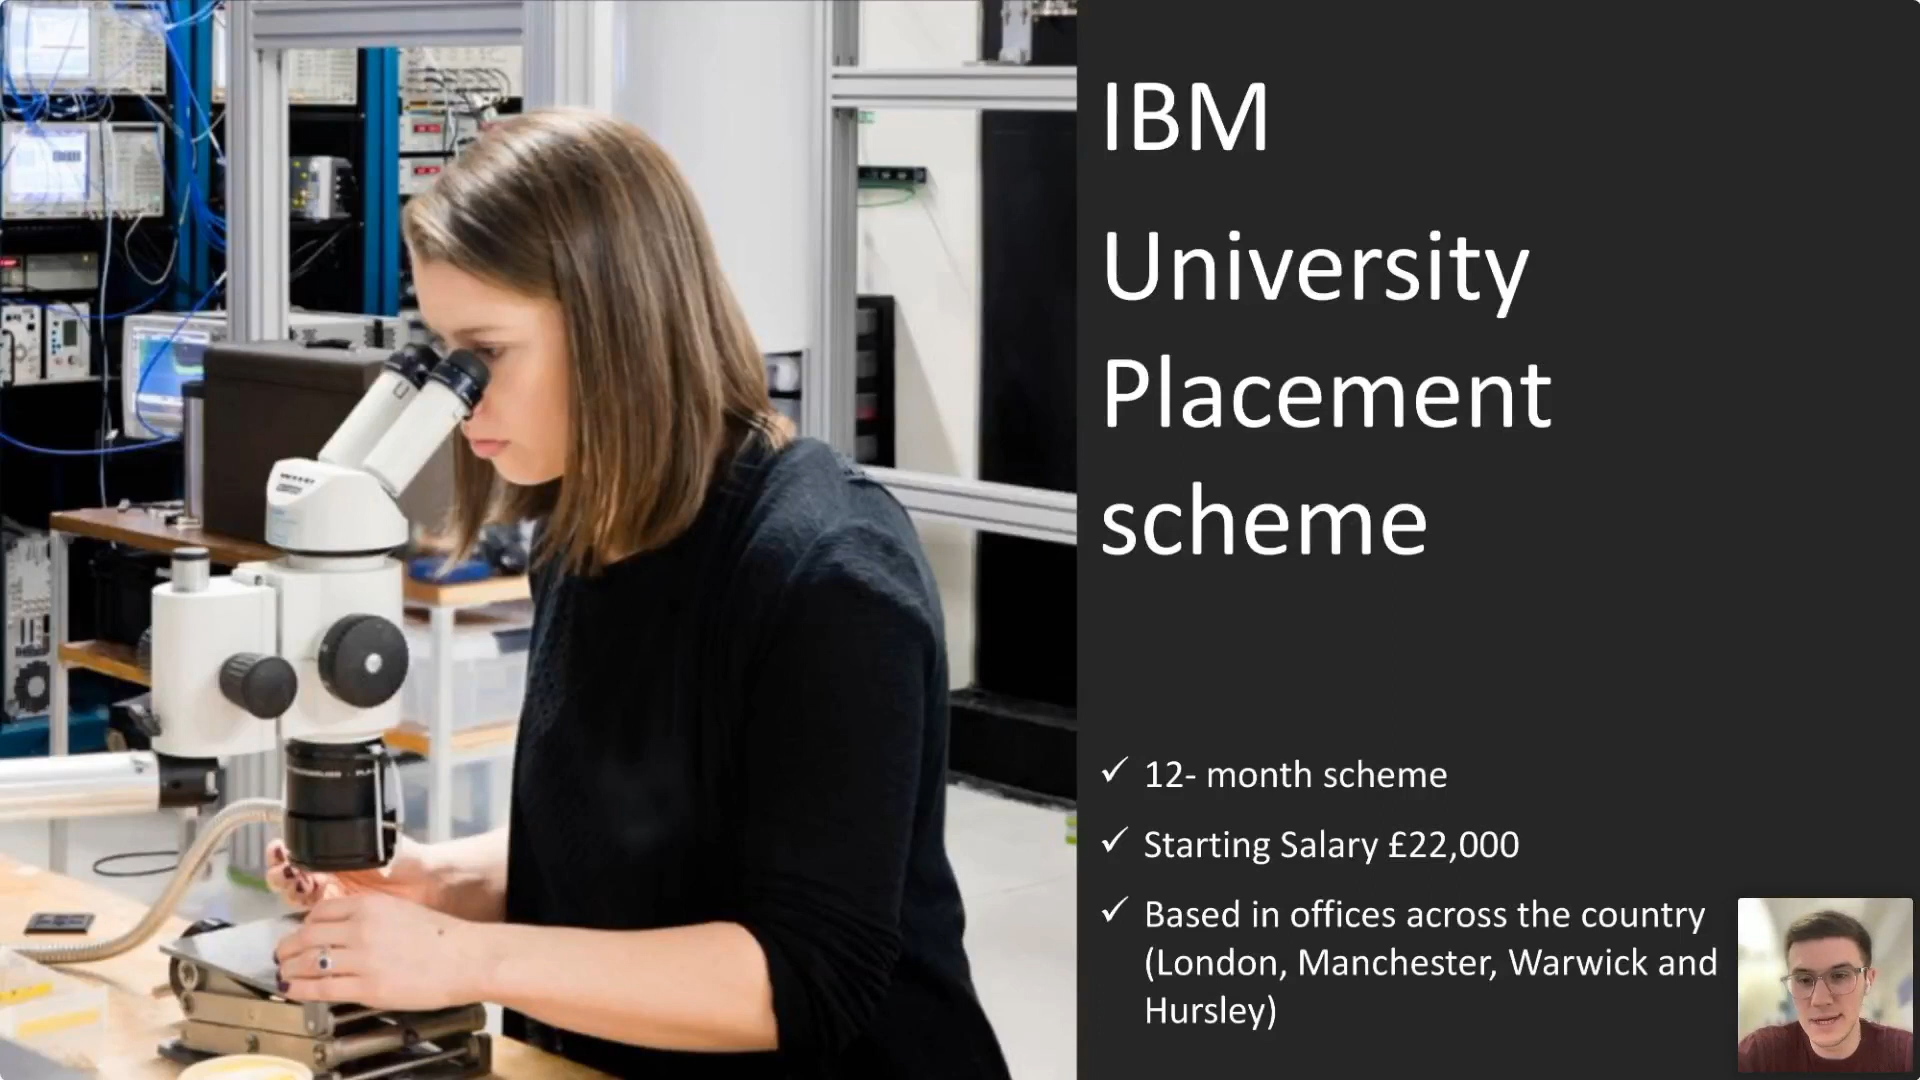 IBM
University
Placement
scheme
✓ 12- month scheme
✓ Starting Salary £22,000
✓ Based in offices across the country
(London, Manchester, Warwick and
Hursley)